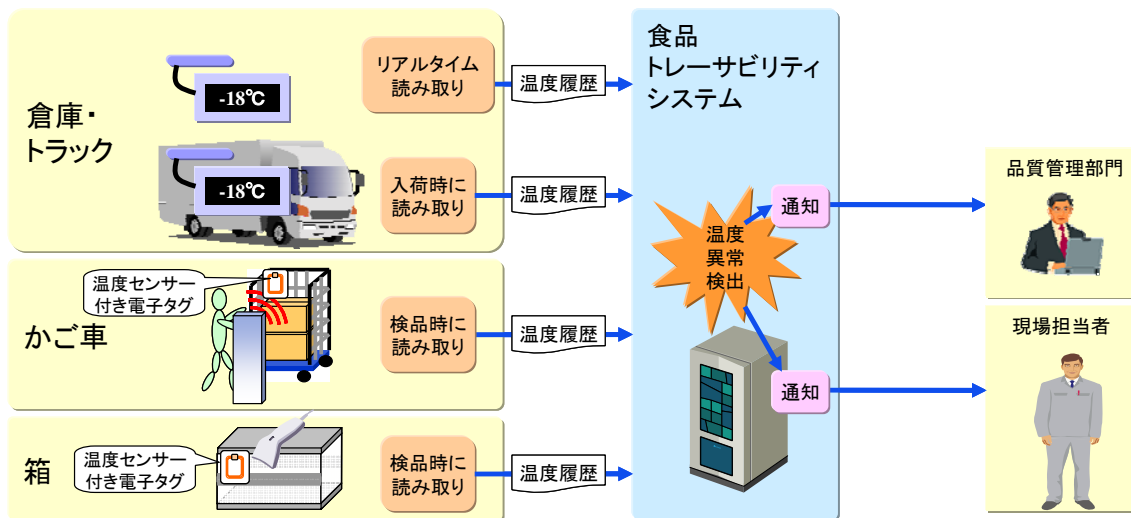 倉庫・
トラック
-18℃
-18℃
リアルタイム
読み取り
温度履歴
入荷時に
読み取り
温度履歴
かご車
温度センサー
付き電子タグ
検品時に
読み取り
温度履歴
箱
温度センサー
付き電子タグ
検品時に
読み取り
温度履歴
食品
トレーサビリティ
システム
温度
異常
検出
通知
通知
品質管理部門
現場担当者